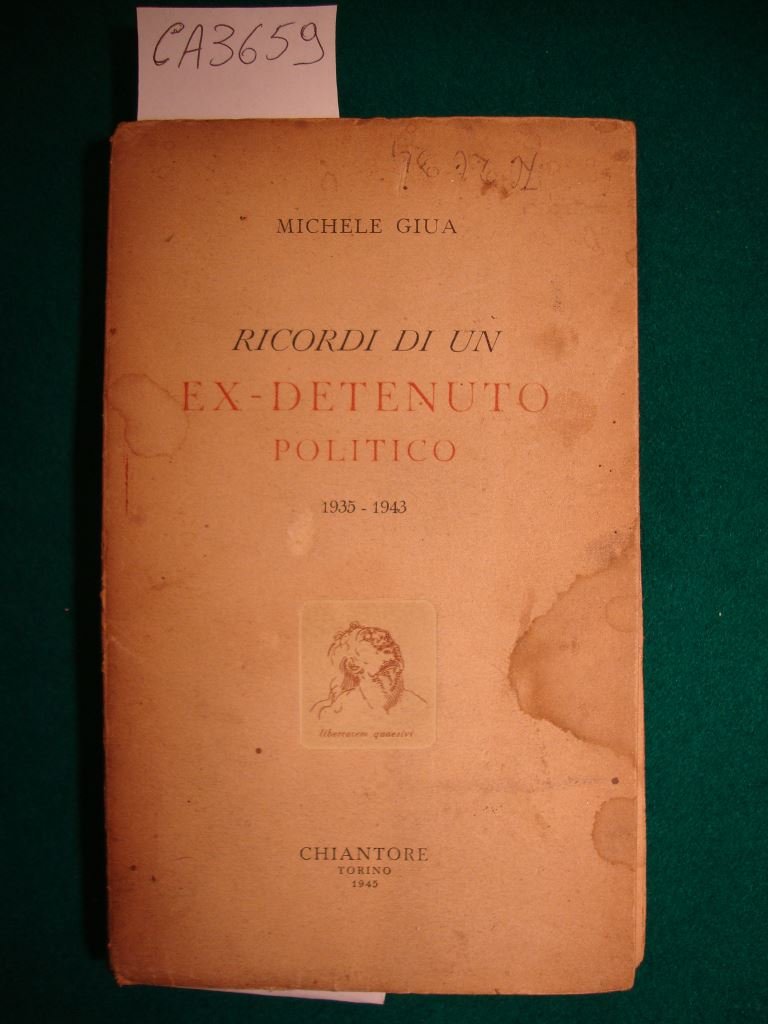 CA3659
MICHELE GIUA
RICORDI DI UN
EX-DETENUTO
POLITICO
1935 - 1943
libertatem quaesivi
CHIANTORE
TORINO
1945